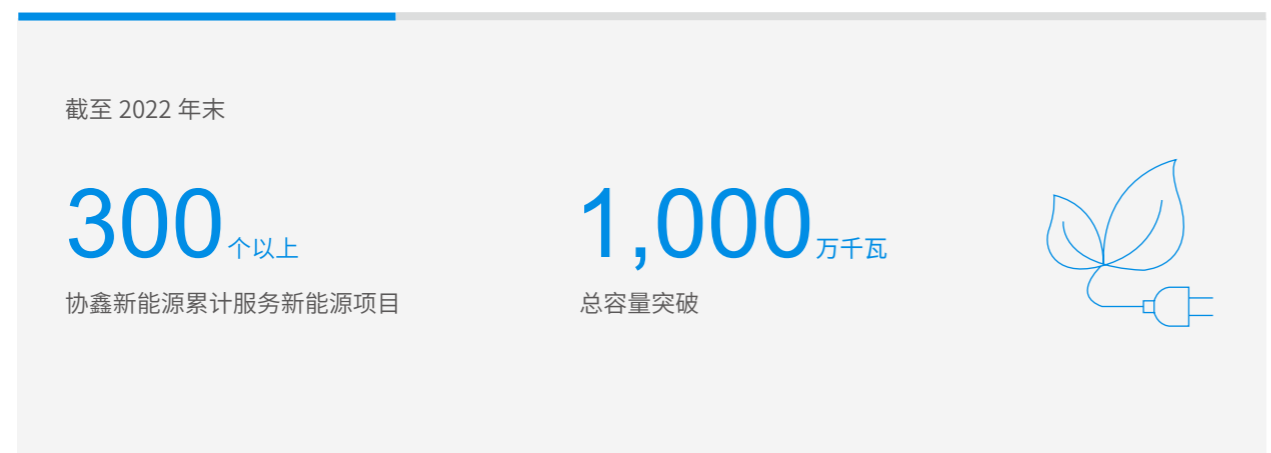 截至 2022 年末
300个以上
协鑫新能源累计服务新能源项目
1,000万千瓦
总容量突破